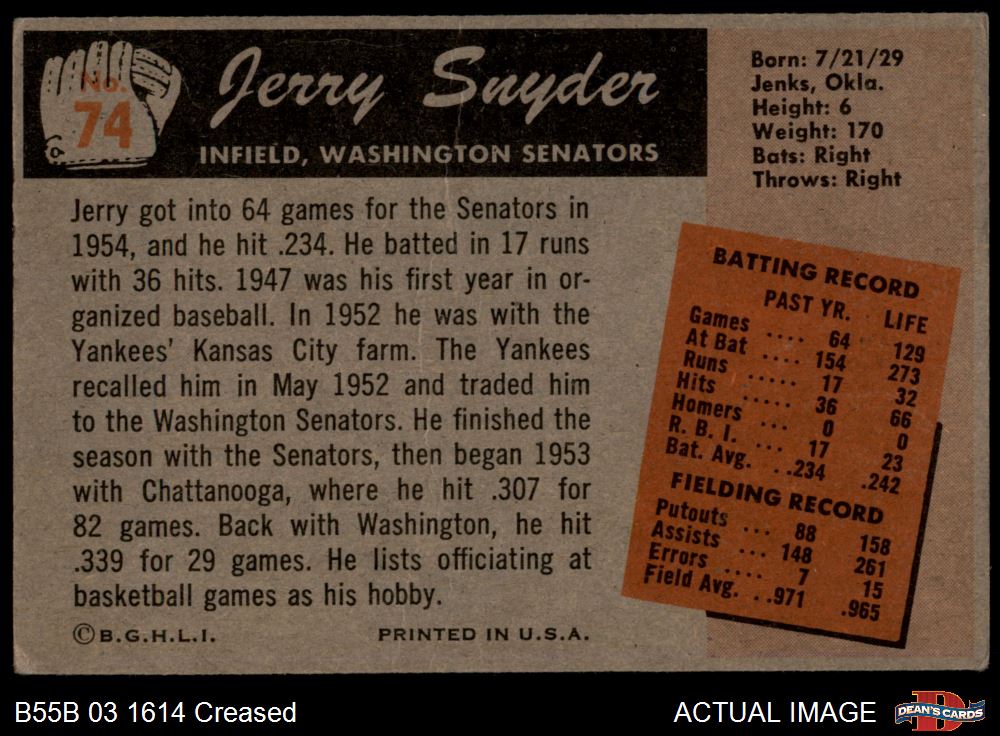 No.
74
Jerry Snyder
INFIELD, WASHINGTON SENATORS
Born: 7/21/29
Jenks, Okla.
Height: 6
Weight: 170
Bats: Right
Throws: Right
Jerry got into 64 games for the Senators in
1954, and he hit .234. He batted in 17 runs
with 36 hits. 1947 was his first year in or-
ganized baseball. In 1952 he was with the
Yankees' Kansas City farm. The Yankees
recalled him in May 1952 and traded him
to the Washington Senators. He finished the
season with the Senators, then began 1953
with Chattanooga, where he hit .307 for
82 games. Back with Washington, he hit
.339 for 29 games. He lists officiating at
basketball games as his hobby.
BATTING RECORD
PAST YR. LIFE
Games .... 64 129
At Bat .... 154 273
Runs ..... 17 32
Hits ..... 36 66
Homers ... 0 0
R. B. I. ... 17 23
Bat. Avg. ..234 .242
FIELDING RECORD
Putouts ... 88 158
Assists ... 148 261
Errors .... 7 15
Field Avg. ..971 .965
©B.G.H.L.I. PRINTED IN U.S.A.
B55B 03 1614 Creased
ACTUAL IMAGE
D
DEAN'S CARDS